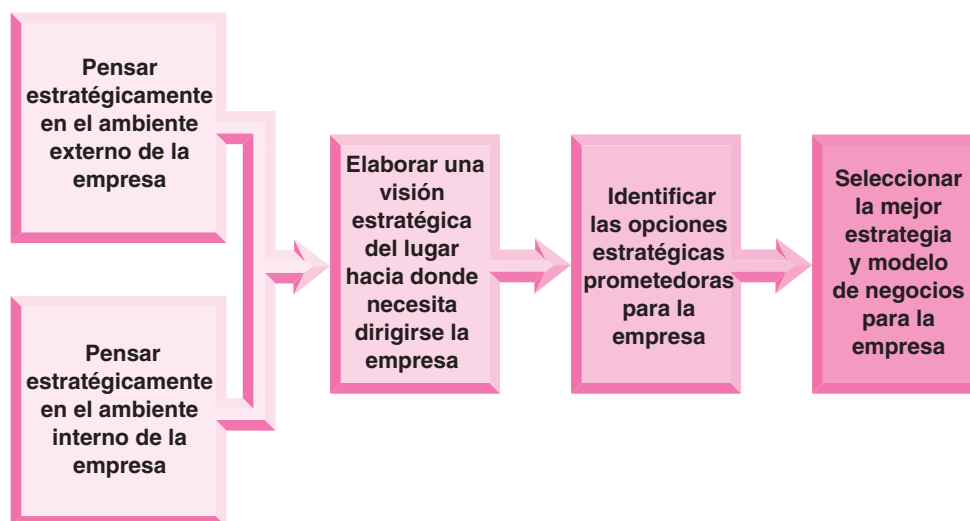 Pensar
estratégicamente
en el ambiente
externo de la
empresa
Pensar
estratégicamente
en el ambiente
interno de la
empresa
Elaborar una
visión
estratégica
del lugar
hacia donde
necesita
dirigirse la
empresa
Identificar
las opciones
estratégicas
prometedoras
para la
empresa
Seleccionar
la mejor
estrategia
y modelo
de negocios
para la
empresa